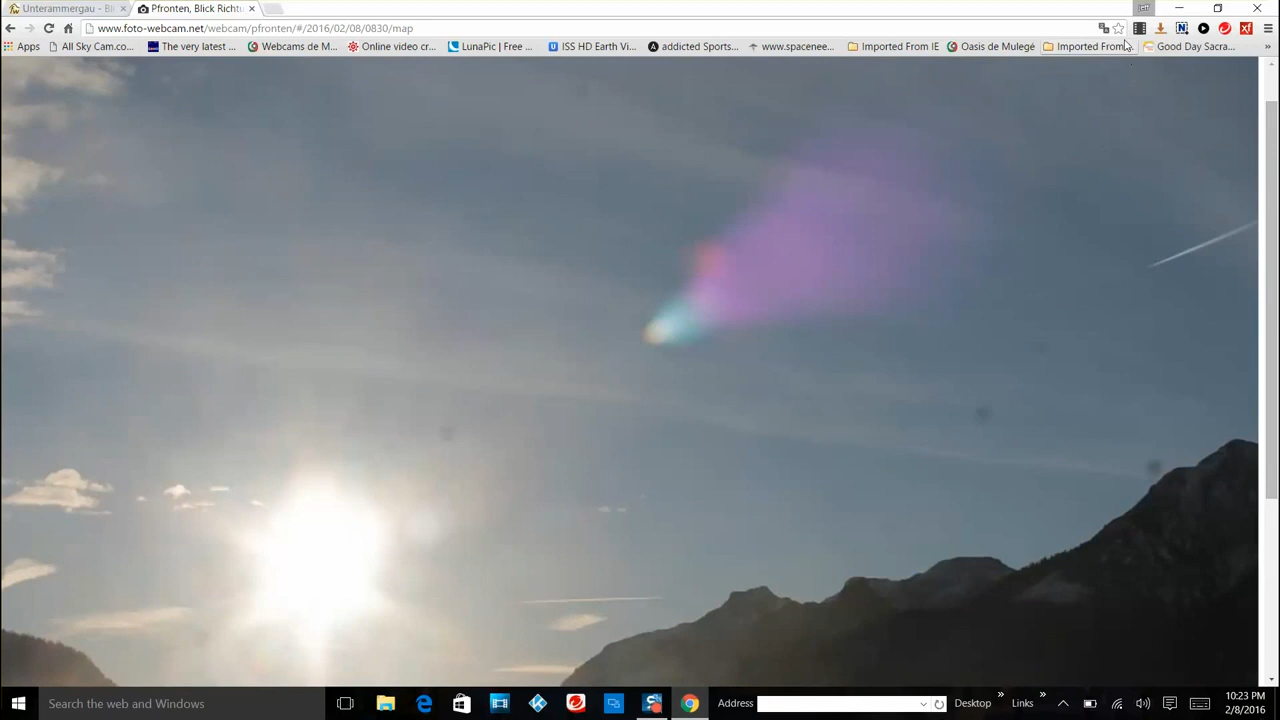 Unterammergau - Bl
Pfronten, Blick Richtu
Jeff
www.foto-webcam.net/webcam/pfronten/#/2016/02/08/0830/map
Apps All Sky Cam.co... The very latest ... Webcams de M... Online video cr... LunaPic | Free ... ISS HD Earth Vi... addicted Sports... www.spacenee... Imported From IE Oasis de Mulegé Imported From Good Day Sacra... »
Search the web and Windows
Address
Desktop »
Links »
10:23 PM
2/8/2016